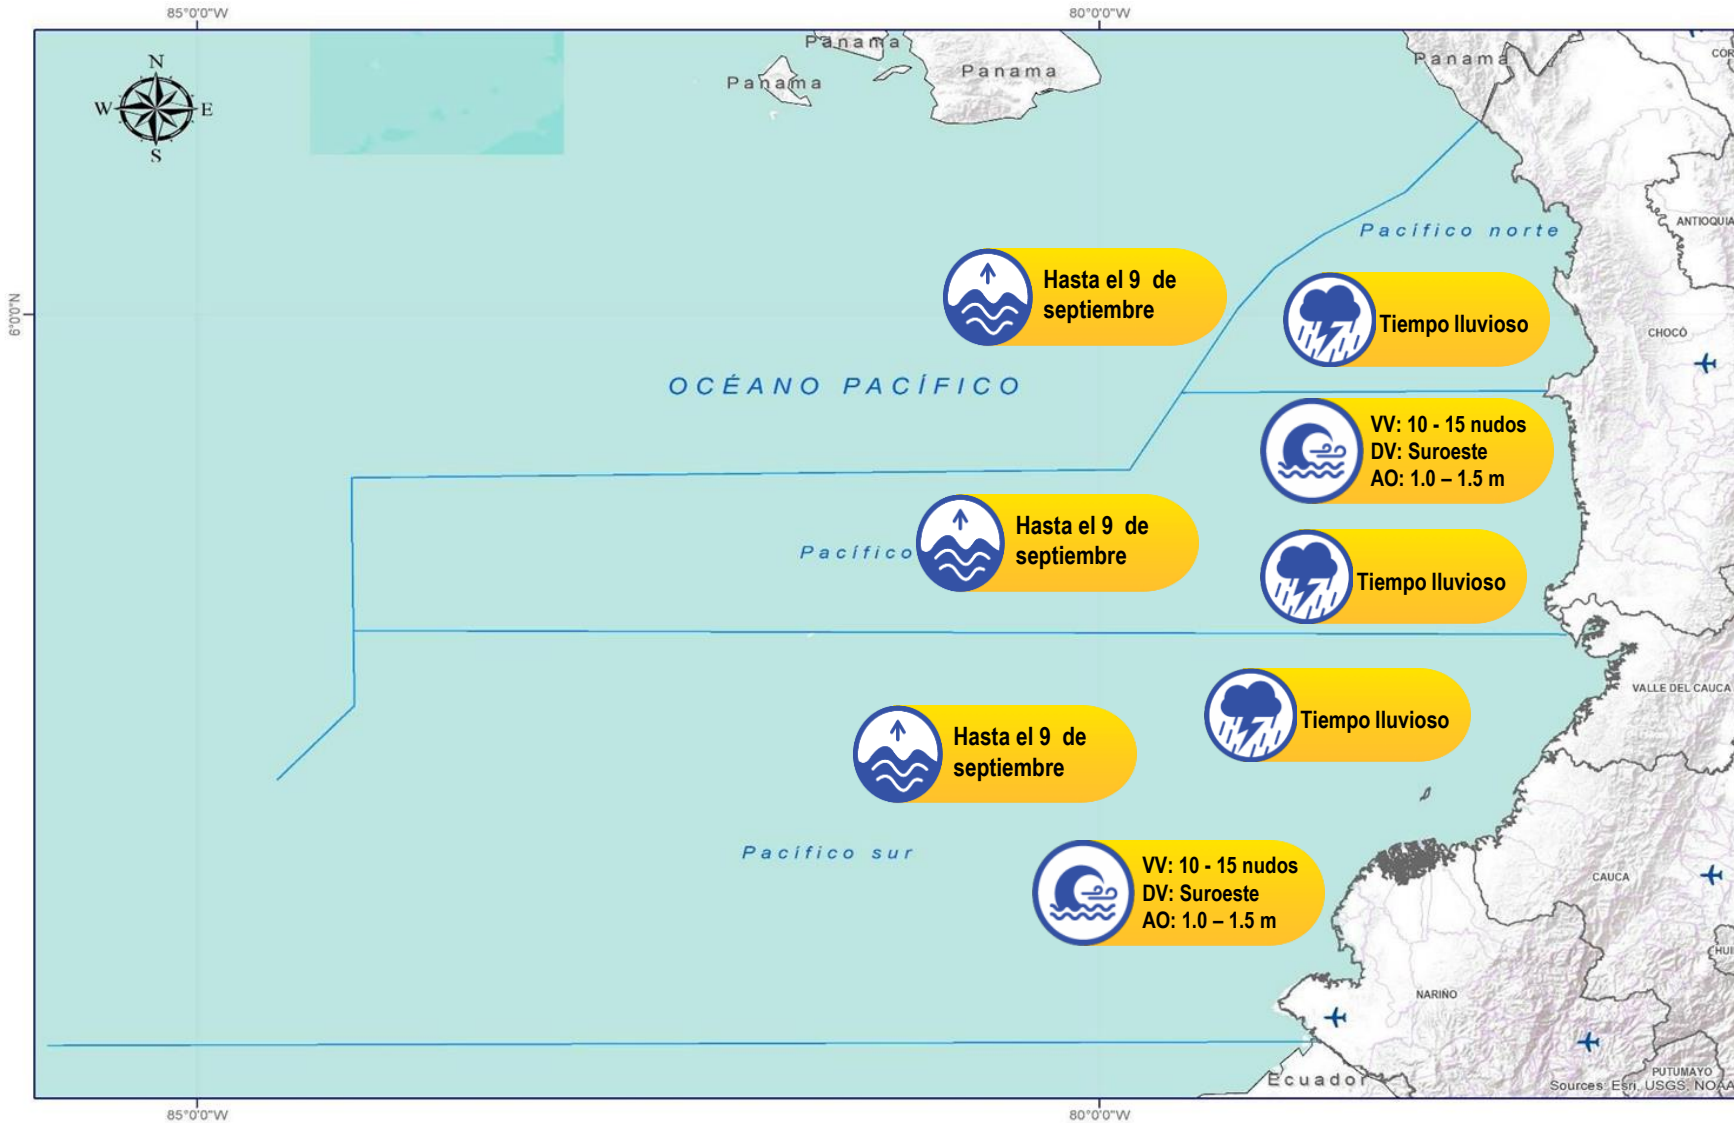 85°0'0"W
80°0'0"W
N
W
E
S
Panama
Panama
Panama
Panama
ANTIOQUIA
Pacífico norte
6°0'0"N
Hasta el 9 de
septiembre
Tiempo lluvioso
CHOCÓ
OCÉANO PACÍFICO
VV: 10 - 15 nudos
DV: Suroeste
AO: 1.0 – 1.5 m
Pacífico
Hasta el 9 de
septiembre
Tiempo lluvioso
VALLE DEL CAUCA
Tiempo lluvioso
Hasta el 9 de
septiembre
Pacífico sur
VV: 10 - 15 nudos
DV: Suroeste
AO: 1.0 – 1.5 m
CAUCA
NARIÑO
Ecuador
PUTUMAYO
Sources: Esri, USGS, NOAA
85°0'0"W
80°0'0"W